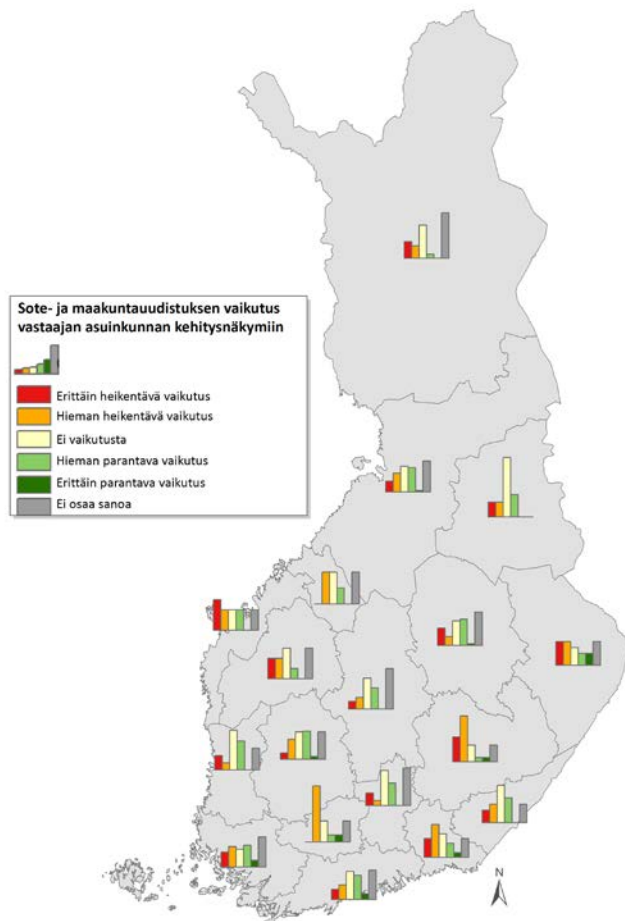 Sote- ja maakuntauudistuksen vaikutus
vastaajan asuinkunnan kehitysnäkymiin
Erittäin heikentävä vaikutus
Hieman heikentävä vaikutus
Ei vaikutusta
Hieman parantava vaikutus
Erittäin parantava vaikutus
Ei osaa sanoa
N